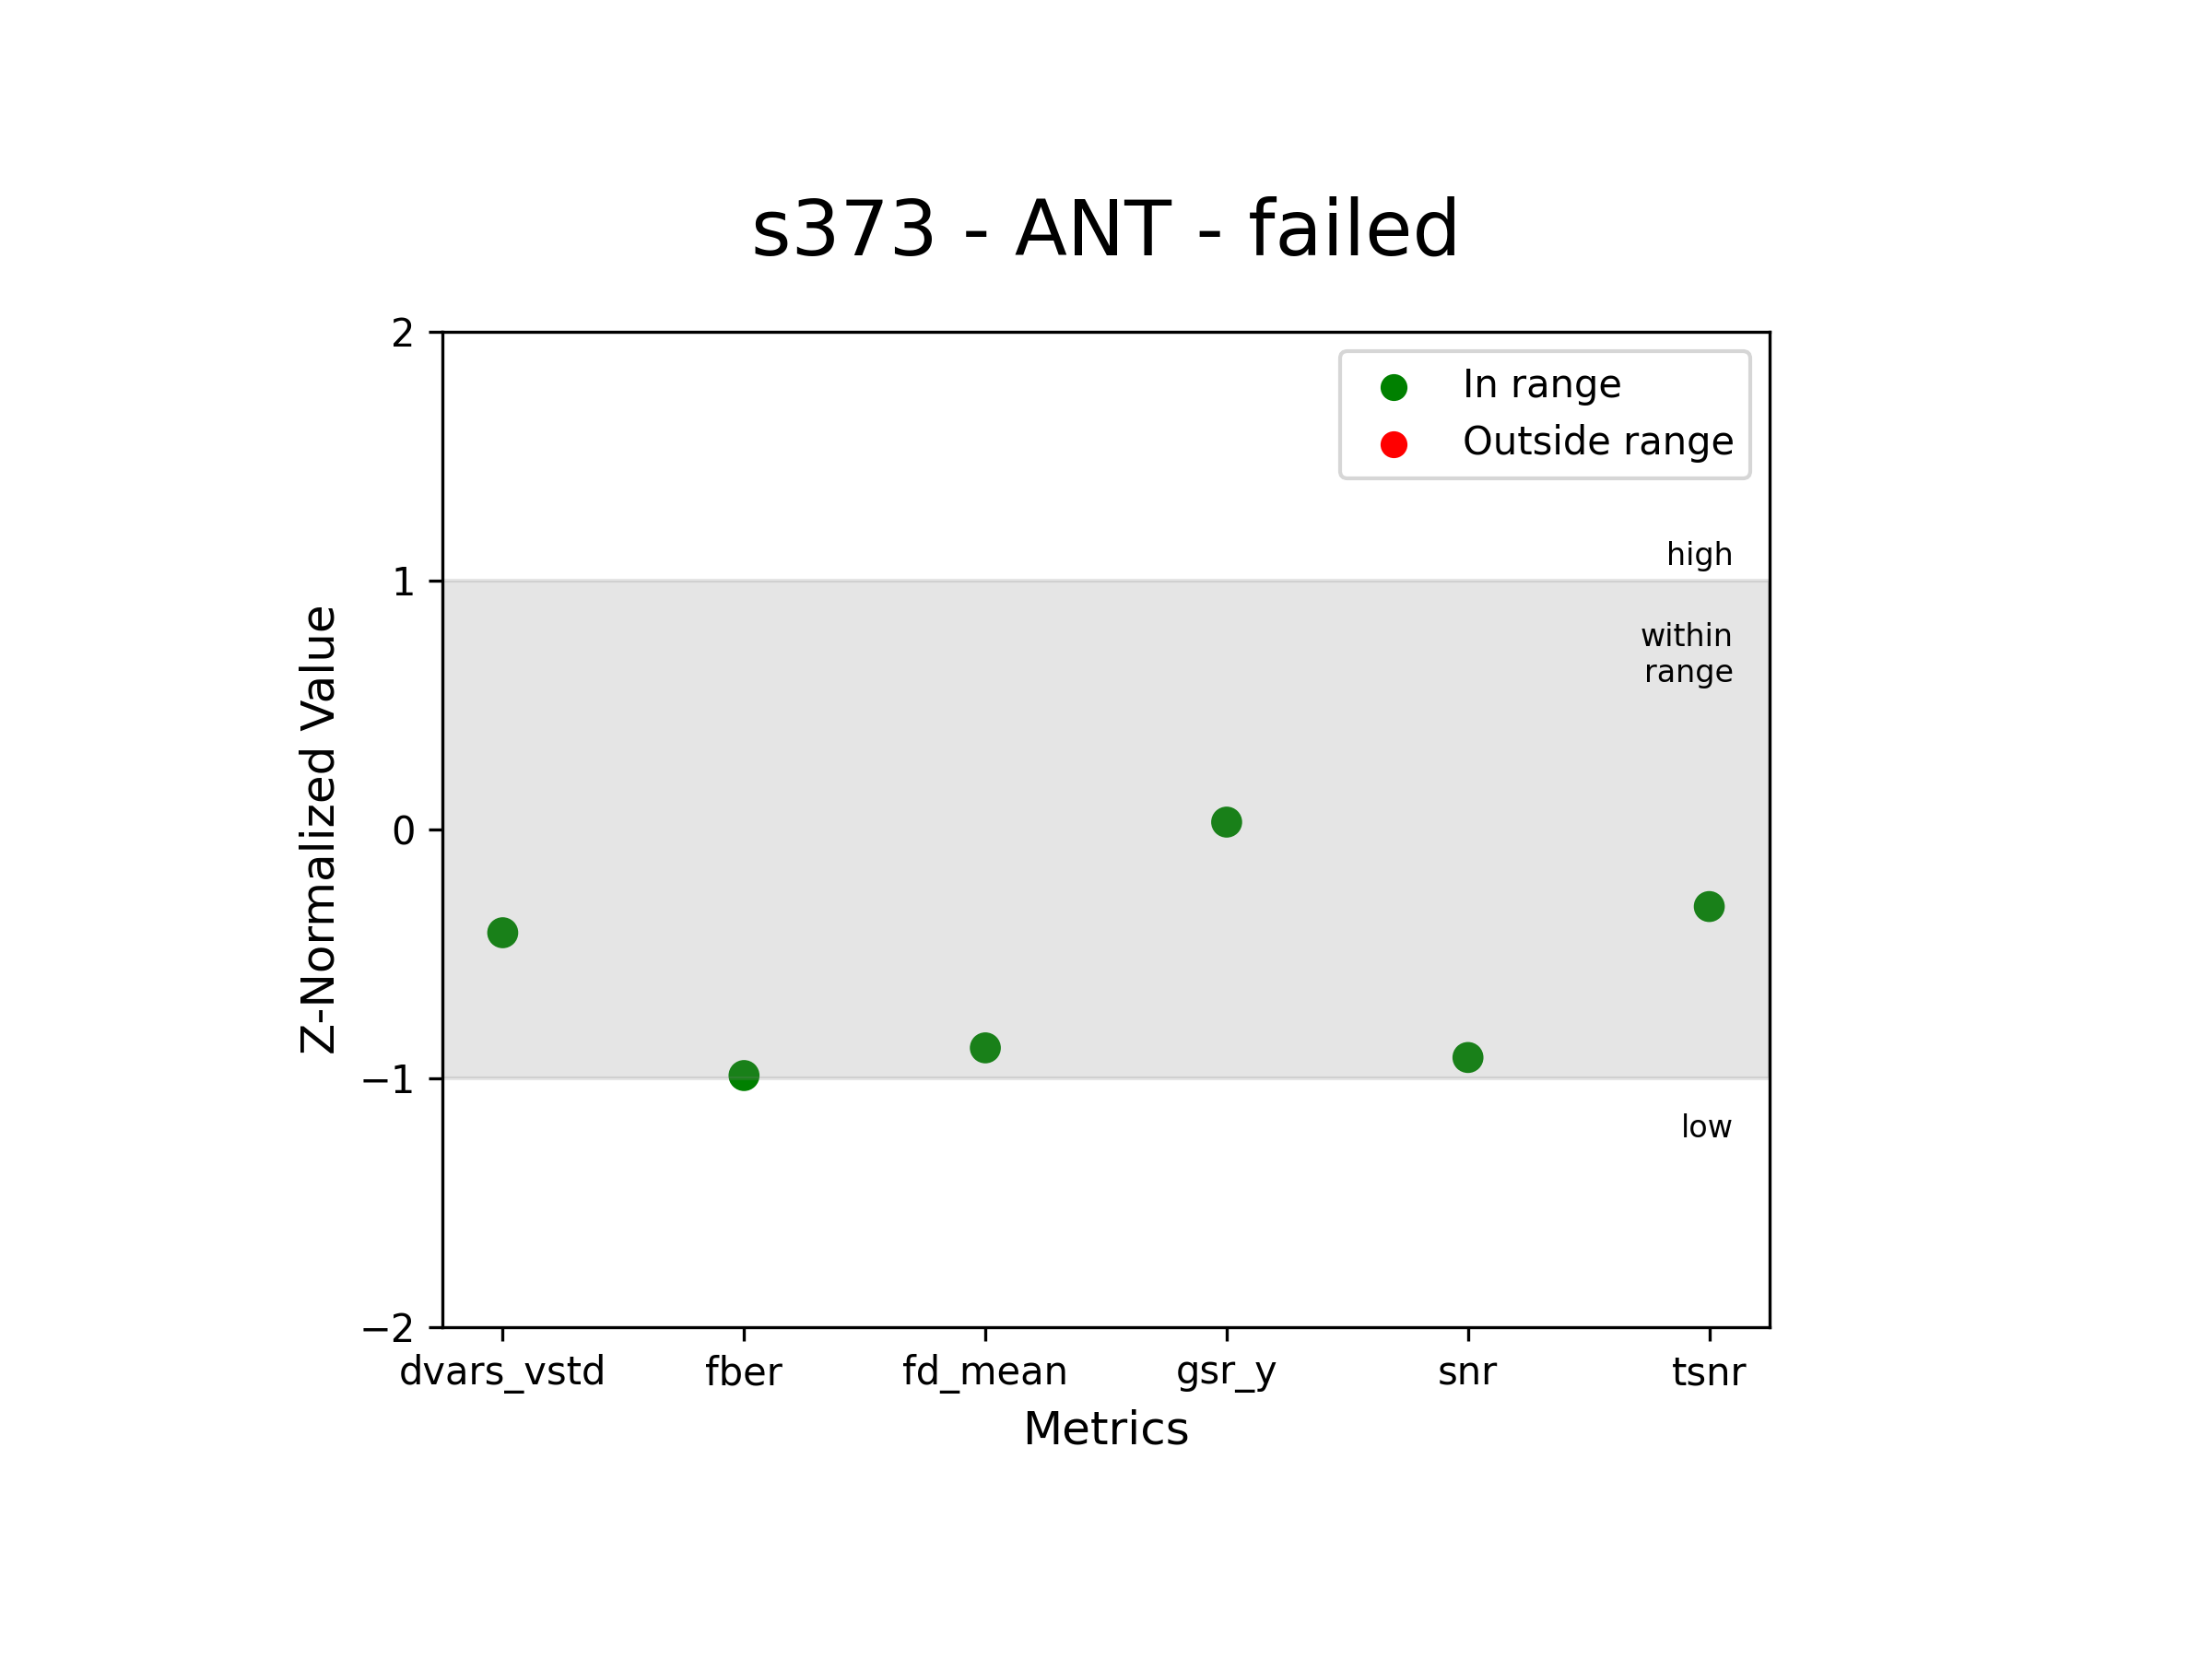 s373 - ANT - failed
2
In range
Outside range
high
1
within
range
Z-Normalized Value
0
−1
low
−2
dvars_vstd fber fd_mean gsr_y snr tsnr
Metrics